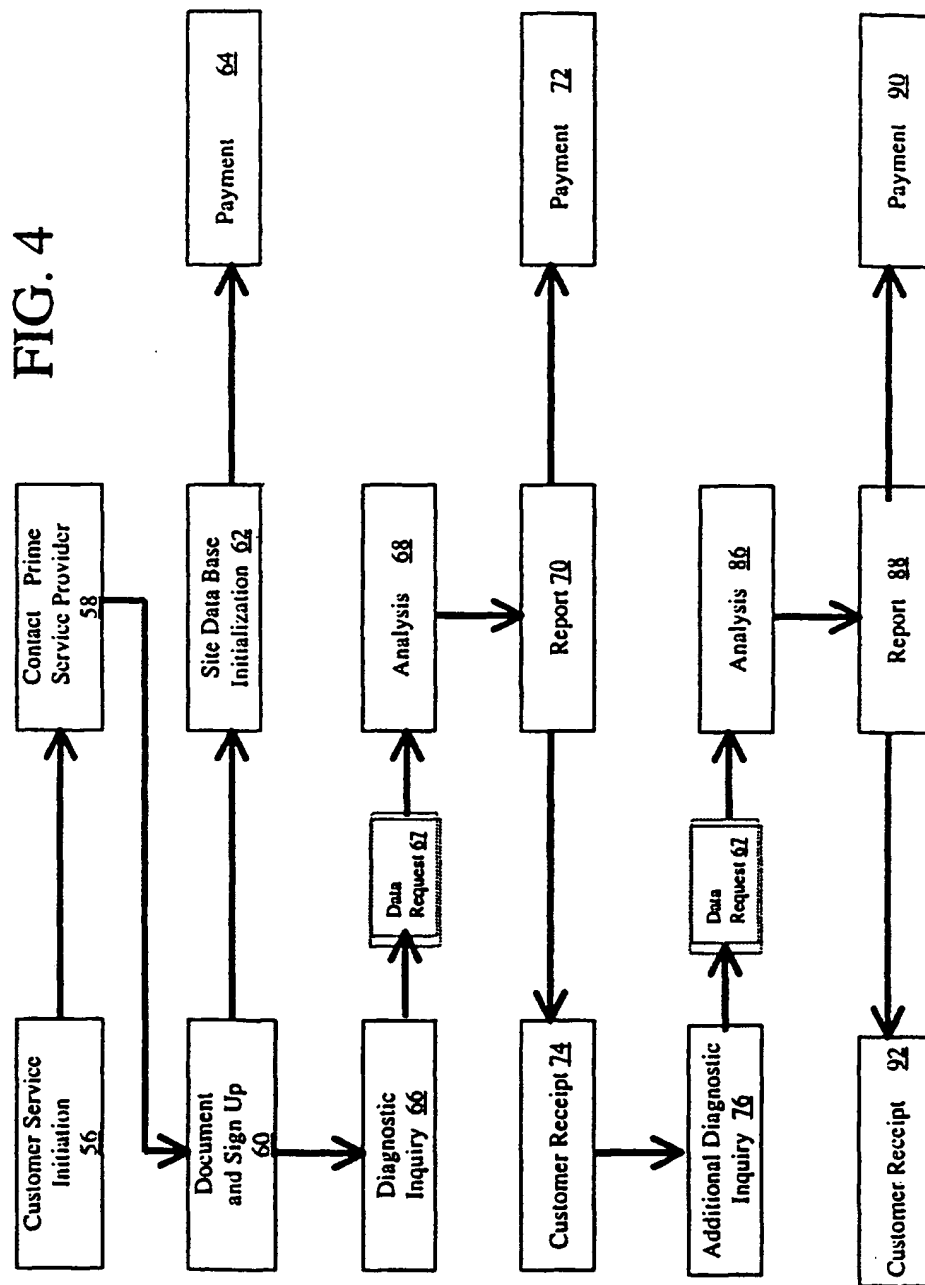 FIG. 4
Customer Service
Initiation
56
Contact Prime
Service Provider
58
Document
and Sign Up
60
Site Data Base
Initialization 62
Payment 64
Diagnostic
Inquiry 66
Data
Request 67
Analysis 68
Report 70
Payment 72
Customer Receipt 74
Additional Diagnostic
Inquiry 76
Data
Request 67
Analysis 86
Report 88
Payment 90
Customer Receipt 92